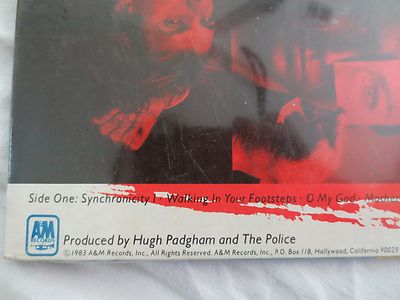 Side One: Synchronicity I · Walking In Your Footsteps · O My God · Mother
A&M
RECORDS
Produced by Hugh Padgham and The Police
©1983 A&M Records, Inc., All Rights Reserved. A&M Records, Inc., P.O. Box 118, Hollywood, California 90028